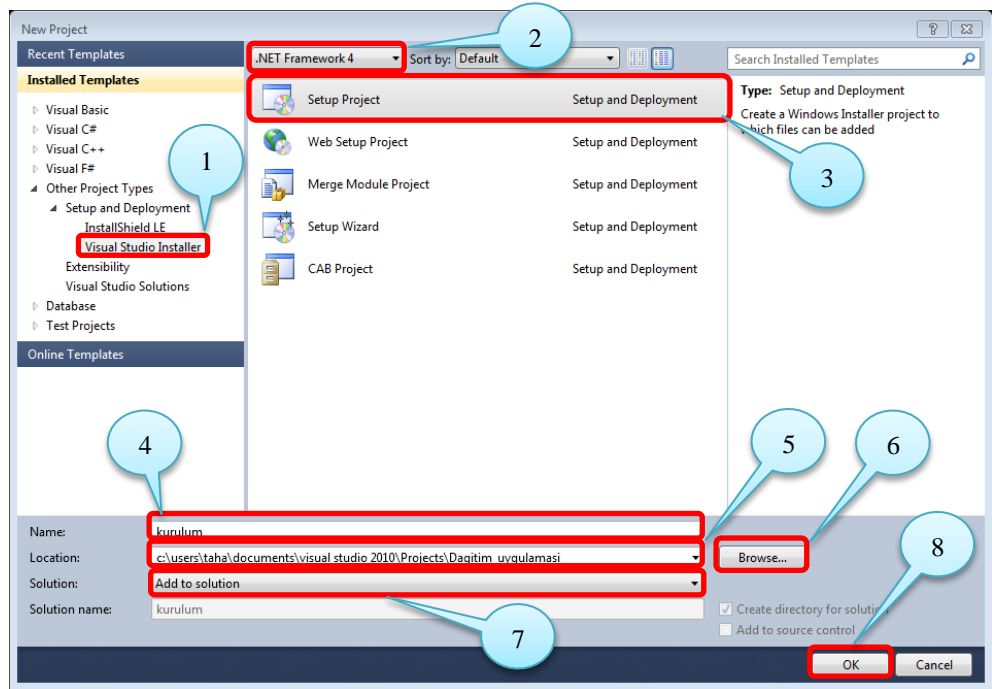 New Project
Recent Templates
Installed Templates
Visual Basic
Visual C#
Visual C++
Visual F#
Other Project Types
Setup and Deployment
InstallShield LE
Visual Studio Installer
Extensibility
Visual Studio Solutions
Database
Test Projects
Online Templates
.NET Framework 4 Sort by: Default
Search Installed Templates
Setup Project Setup and Deployment
Web Setup Project Setup and Deployment
Merge Module Project Setup and Deployment
Setup Wizard Setup and Deployment
CAB Project Setup and Deployment
Type: Setup and Deployment
Create a Windows Installer project to
which files can be added
1
2
3
4
5
6
Name: kurulum
Location: c:\users\taha\documents\visual studio 2010\Projects\Dagitim_uygulamasi Browse...
Solution: Add to solution
Solution name: kurulum
Create directory for solution
Add to source control
7
8
OK Cancel